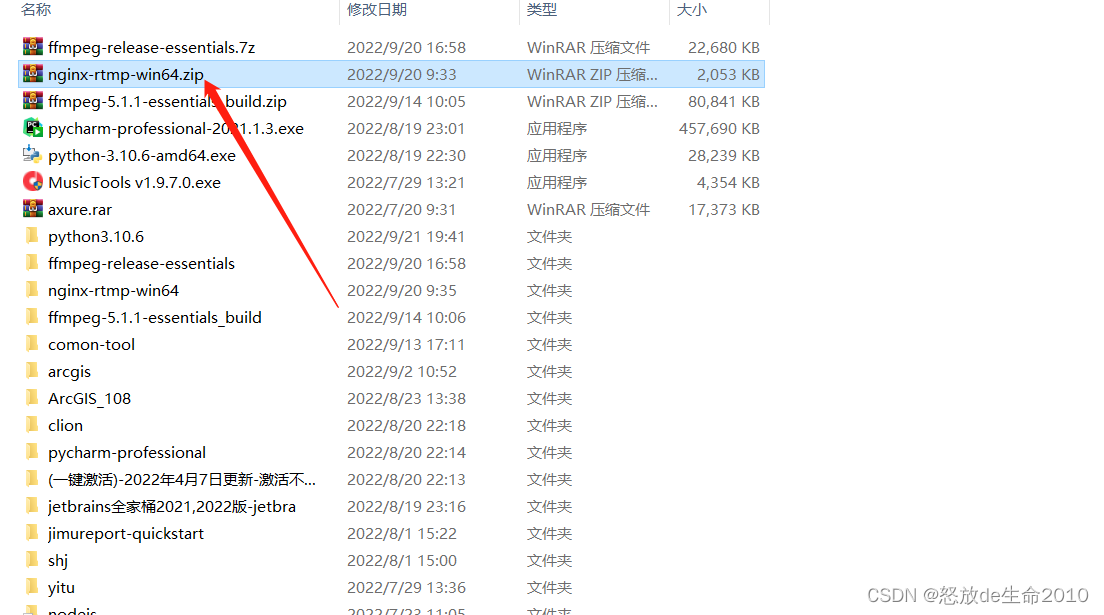 名称 修改日期 类型 大小
ffmpeg-release-essentials.7z 2022/9/20 16:58 WinRAR 压缩文件 22,680 KB
nginx-rtmp-win64.zip 2022/9/20 9:33 WinRAR ZIP 压缩... 2,053 KB
ffmpeg-5.1.1-essentials_build.zip 2022/9/14 10:05 WinRAR ZIP 压缩... 80,841 KB
pycharm-professional-2021.1.3.exe 2022/8/19 23:01 应用程序 457,690 KB
python-3.10.6-amd64.exe 2022/8/19 22:30 应用程序 28,239 KB
MusicTools v1.9.7.0.exe 2022/7/29 13:21 应用程序 4,354 KB
axure.rar 2022/7/20 9:31 WinRAR 压缩文件 17,373 KB
python3.10.6 2022/9/21 19:41 文件夹
ffmpeg-release-essentials 2022/9/20 16:58 文件夹
nginx-rtmp-win64 2022/9/20 9:35 文件夹
ffmpeg-5.1.1-essentials_build 2022/9/14 10:06 文件夹
comon-tool 2022/9/13 17:11 文件夹
arcgis 2022/9/2 10:52 文件夹
ArcGIS_108 2022/8/23 13:38 文件夹
clion 2022/8/20 22:18 文件夹
pycharm-professional 2022/8/20 22:14 文件夹
(一键激活)-2022年4月7日更新-激活不... 2022/8/20 22:13 文件夹
jetbrains全家桶2021,2022版-jetbra 2022/8/19 23:16 文件夹
jimureport-quickstart 2022/8/1 15:22 文件夹
shj 2022/8/1 15:00 文件夹
yitu 2022/7/29 13:36 文件夹
nodejs 2022/7/23 11:05 文件夹
CSDN @怒放de生命2010